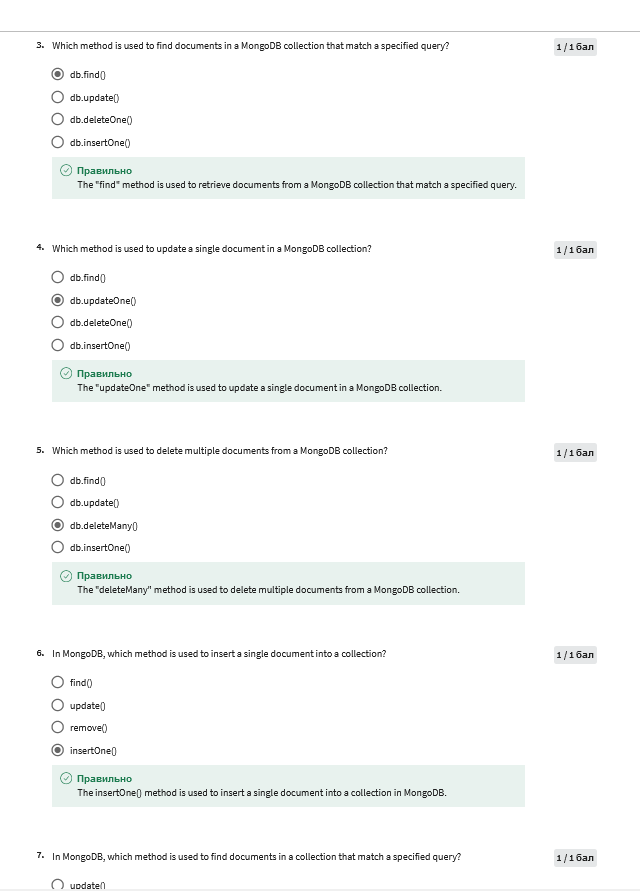 3. Which method is used to find documents in a MongoDB collection that match a specified query?
1 / 1 бал
db.find()
db.update()
db.deleteOne()
db.insertOne()
Правильно
The "find" method is used to retrieve documents from a MongoDB collection that match a specified query.
4. Which method is used to update a single document in a MongoDB collection?
1 / 1 бал
db.find()
db.updateOne()
db.deleteOne()
db.insertOne()
Правильно
The "updateOne" method is used to update a single document in a MongoDB collection.
5. Which method is used to delete multiple documents from a MongoDB collection?
1 / 1 бал
db.find()
db.update()
db.deleteMany()
db.insertOne()
Правильно
The "deleteMany" method is used to delete multiple documents from a MongoDB collection.
6. In MongoDB, which method is used to insert a single document into a collection?
1 / 1 бал
find()
update()
remove()
insertOne()
Правильно
The insertOne() method is used to insert a single document into a collection in MongoDB.
7. In MongoDB, which method is used to find documents in a collection that match a specified query?
1 / 1 бал
update()